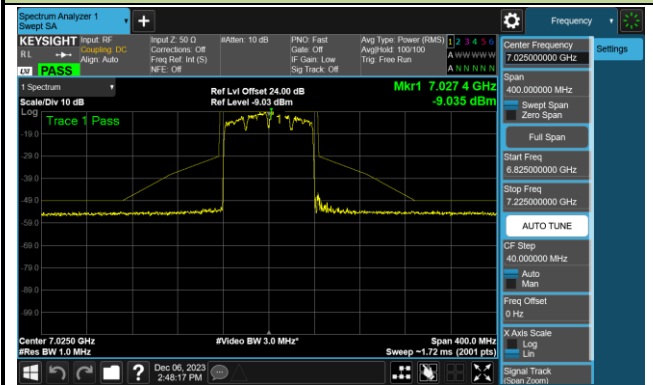 Spectrum Analyzer 1
Swept SA
+
Frequency
KEYSIGHT
Input: RF
Input Z: 50 Ω
#Atten: 10 dB
PNO: Fast
Avg Type: Power (RMS)
1 2 3 4 5 6
RL
Coupling: DC
Corrections: Off
Gate: Off
Avg|Hold: 100/100
A W W W W W
Align: Auto
Freq Ref: Int (S)
IF Gain: Low
Trig: Free Run
PASS
NFE: Off
Sig Track: Off
A N N N N N
1 Spectrum
Ref Lvl Offset 24.00 dB
Mkr1 7.027 4 GHz
Scale/Div 10 dB
Ref Level -9.03 dBm
-9.035 dBm
Log
Trace 1 Pass
1
-19.0
-29.0
-39.0
-49.0
-59.0
-69.0
-79.0
-89.0
-99.0
Center 7.0250 GHz
#Video BW 3.0 MHz*
Span 400.0 MHz
#Res BW 1.0 MHz
Sweep ~1.72 ms (2001 pts)
?
Dec 06, 2023
2:48:17 PM
Center Frequency
7.025000000 GHz
Settings
Span
400.000000 MHz
Swept Span
Zero Span
Full Span
Start Freq
6.825000000 GHz
Stop Freq
7.225000000 GHz
AUTO TUNE
CF Step
40.000000 MHz
Auto
Man
Freq Offset
0 Hz
X Axis Scale
Log
Lin
Signal Track
(Span Zoom)